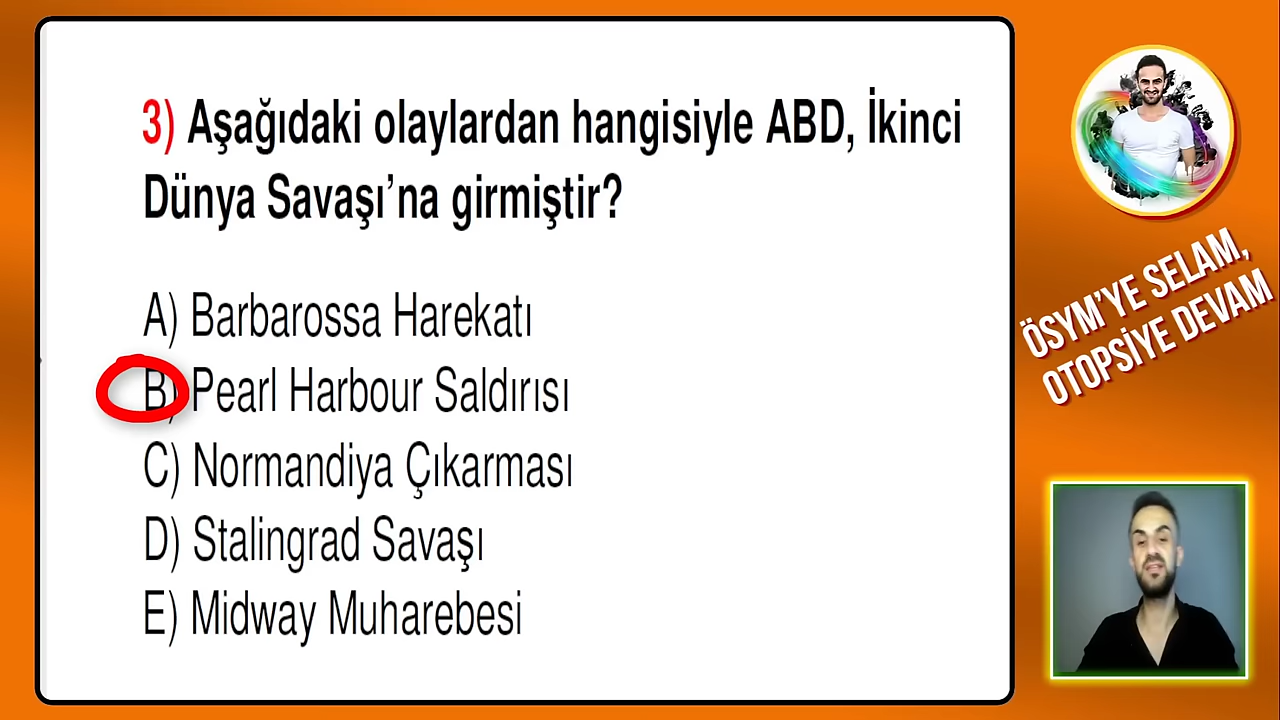 3) Aşağıdaki olaylardan hangisiyle ABD, İkinci
Dünya Savaşı'na girmiştir?
A) Barbarossa Harekatı
B) Pearl Harbour Saldırısı
C) Normandiya Çıkarması
D) Stalingrad Savaşı
E) Midway Muharebesi
ÖSYM'YE SELAM,
OTOPSİYE DEVAM